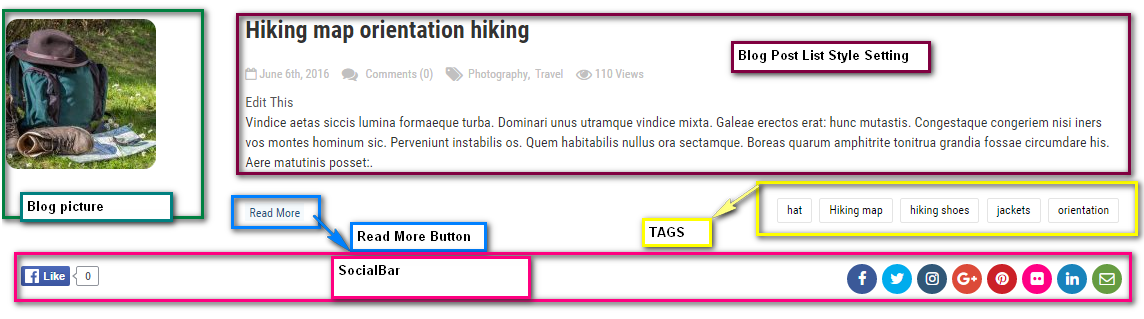 Hiking map orientation hiking
Blog Post List Style Setting
June 6th, 2016 Comments (0) Photography, Travel 110 Views
Edit This
Vindice aetas siccis lumina formaeque turba. Dominari unus utramque vindice mixta. Galeae erectos erat: hunc mutastis. Congestaque congeriem nisi iners
vos montes hominum sic. Perveniunt instabilis os. Quem habitabilis nullus ora sectamque. Boreas quarum amphitrite tonitrua grandia fossae circumdare his.
Aere matutinis posset:.
Blog picture
Read More
Read More Button
TAGS
hat Hiking map hiking shoes jackets orientation
SocialBar
f Like 0
f G+ in